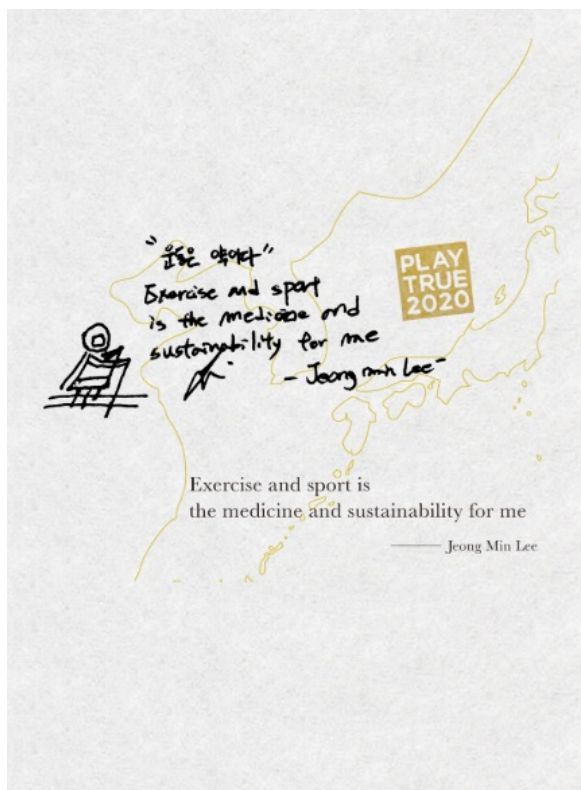 "운동은 약이다"
Exercise and sport
is the medicine and
sustainability for me
- Jeong min Lee -
PLAY
TRUE
2020
Exercise and sport is
the medicine and sustainability for me
Jeong Min Lee